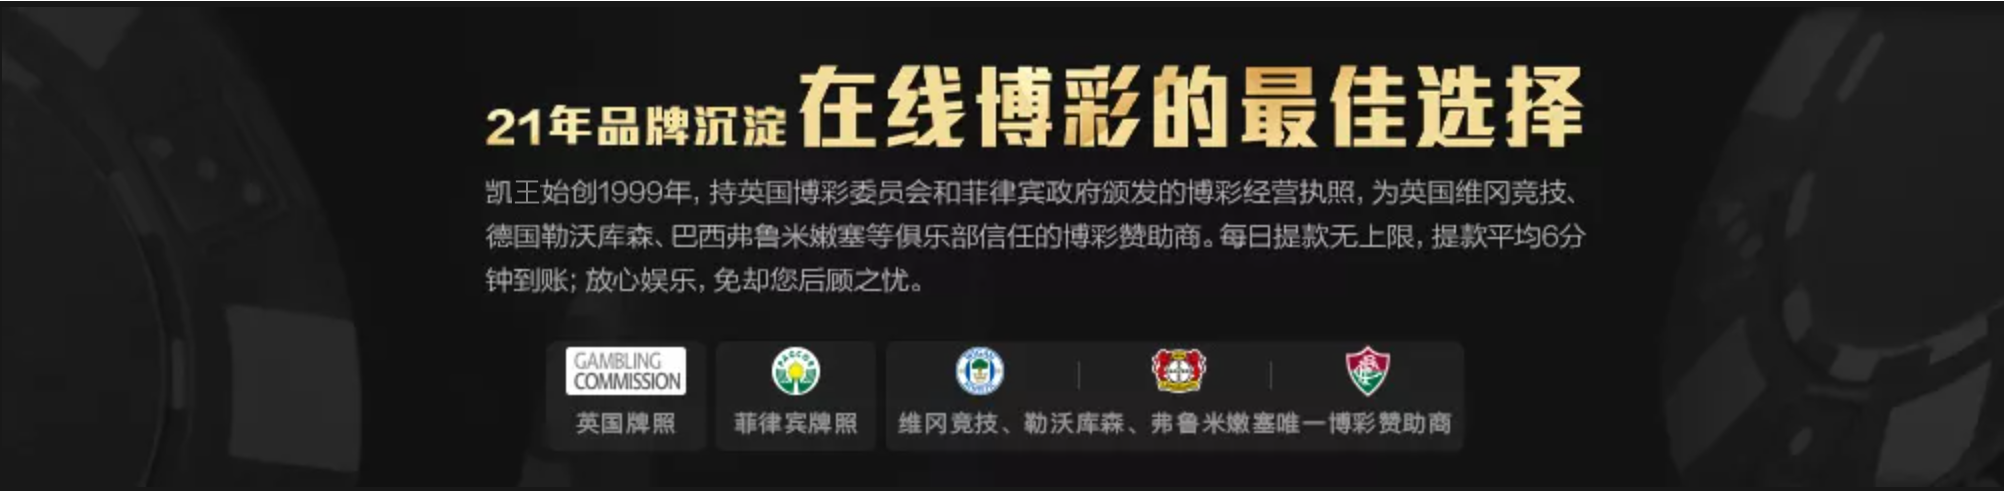 21年品牌沉淀 在线博彩的最佳选择
凯王始创1999年，持英国博彩委员会和菲律宾政府颁发的博彩经营执照，为英国维冈竞技、
德国勒沃库森、巴西弗鲁米嫩塞等俱乐部信任的博彩赞助商。每日提款无上限，提款平均6分
钟到账；放心娱乐，免却您后顾之忧。
GAMBLING
COMMISSION
英国牌照
PAGCOR
菲律宾牌照
WIGAN
维冈竞技、勒沃库森、弗鲁米嫩塞唯一博彩赞助商